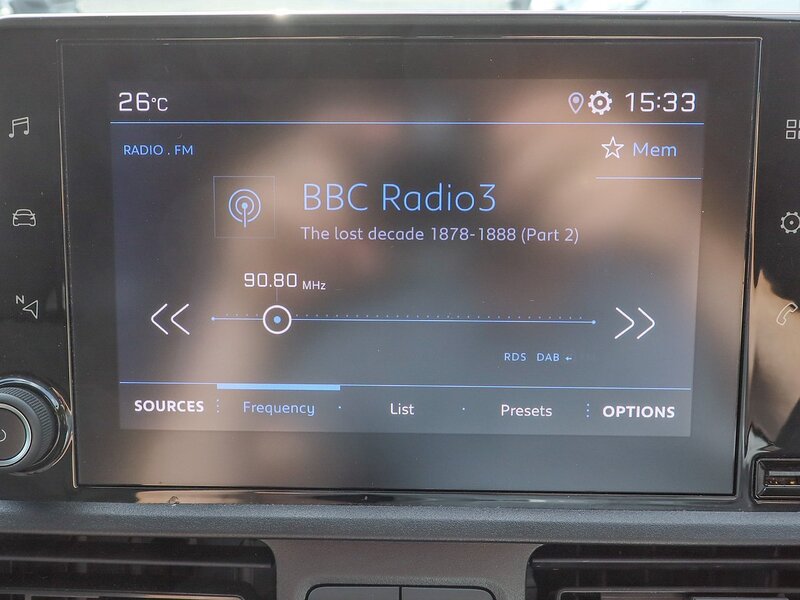 26°C 15:33
RADIO . FM Mem
BBC Radio3
The lost decade 1878-1888 (Part 2)
90.80 MHz
N
RDS DAB
SOURCES Frequency List Presets OPTIONS